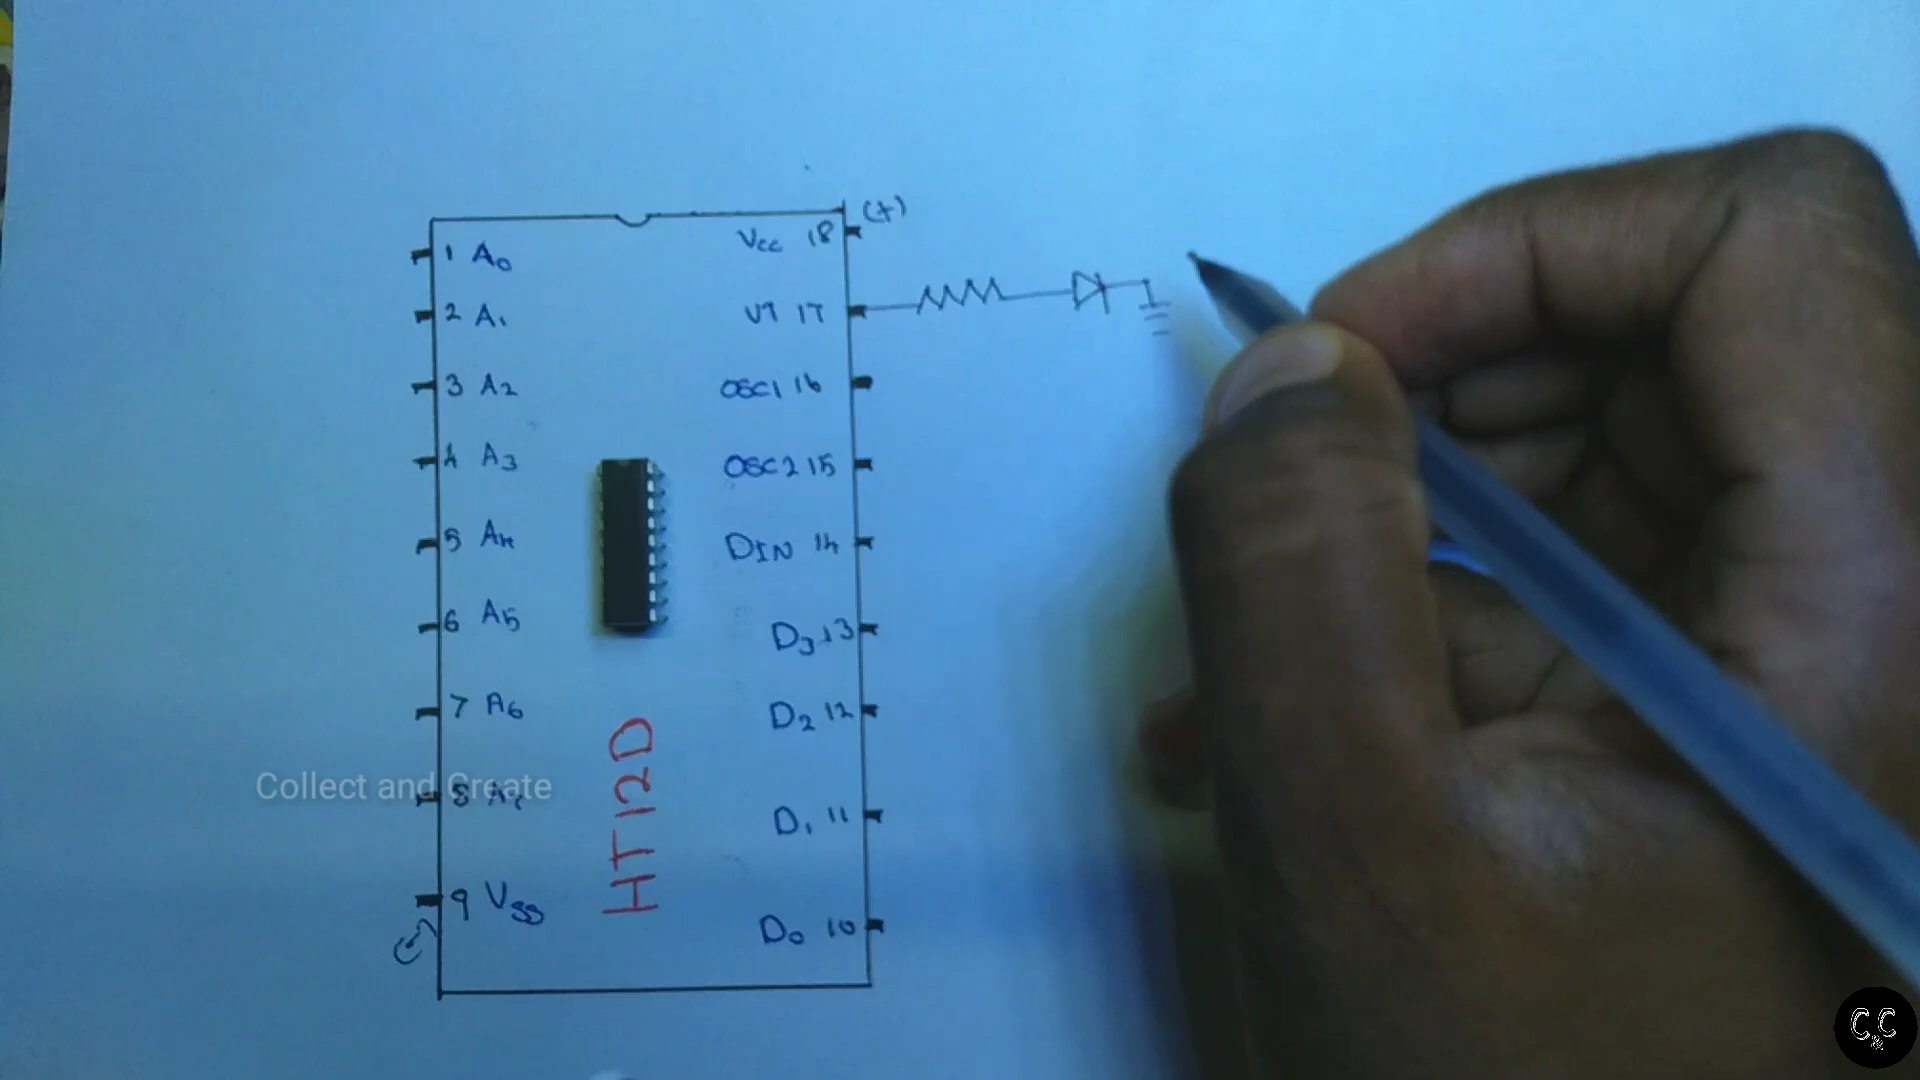 (+)
1 A0
Vcc 18
2 A1
VT 17
3 A2
OSC1 16
4 A3
OSC2 15
5 A4
DIN 14
6 A5
D3 13
7 A6
D2 12
Collect and Create
8 A7
D1 11
9 Vss
(-)
D0 10
HT12D
C&C